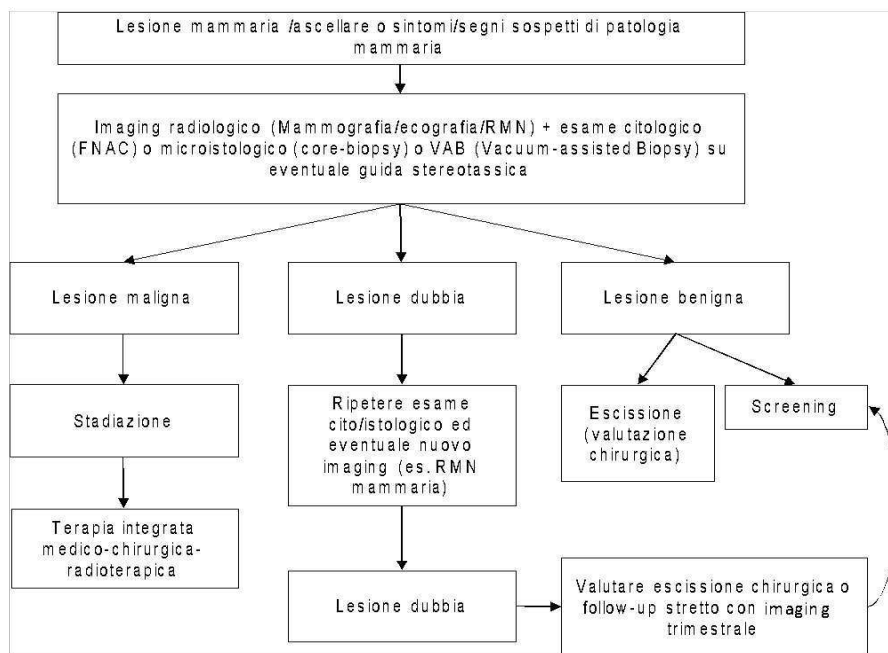 Lesione mammaria /ascellare o sintomi/segni sospetti di patologia
mammaria
Imaging radiologico (Mammografia/ecografia/RMN) + esame citologico
(FNAC) o microistologico (core-biopsy) o VAB (Vacuum-assisted Biopsy) su
eventuale guida stereotassica
Lesione maligna
Lesione dubbia
Lesione benigna
Stadiazione
Ripetere esame
cito/istologico ed
eventuale nuovo
imaging (es. RMN
mammaria)
Escissione
(valutazione
chirurgica)
Screening
Terapia integrata
medico-chirurgica-
radioterapica
Lesione dubbia
Valutare escissione chirurgica o
follow-up stretto con imaging
trimestrale